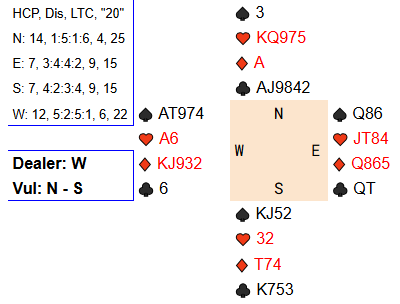 HCP, Dis, LTC, "20"
N: 14, 1:5:1:6, 4, 25
E: 7, 3:4:4:2, 9, 15
S: 7, 4:2:3:4, 9, 15
W: 12, 5:2:5:1, 6, 22
Dealer: W
Vul: N - S
♠ 3
♥ KQ975
♦ A
♣ AJ9842
♠ AT974
♥ A6
♦ KJ932
♣ 6
N
W E
S
♠ Q86
♥ JT84
♦ Q865
♣ QT
♠ KJ52
♥ 32
♦ T74
♣ K753